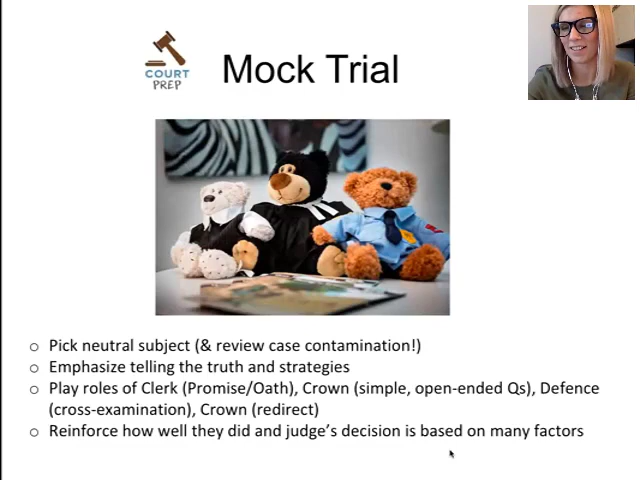 COURT
PREP
Mock Trial
○ Pick neutral subject (& review case contamination!)
○ Emphasize telling the truth and strategies
○ Play roles of Clerk (Promise/Oath), Crown (simple, open-ended Qs), Defence
(cross-examination), Crown (redirect)
○ Reinforce how well they did and judge's decision is based on many factors